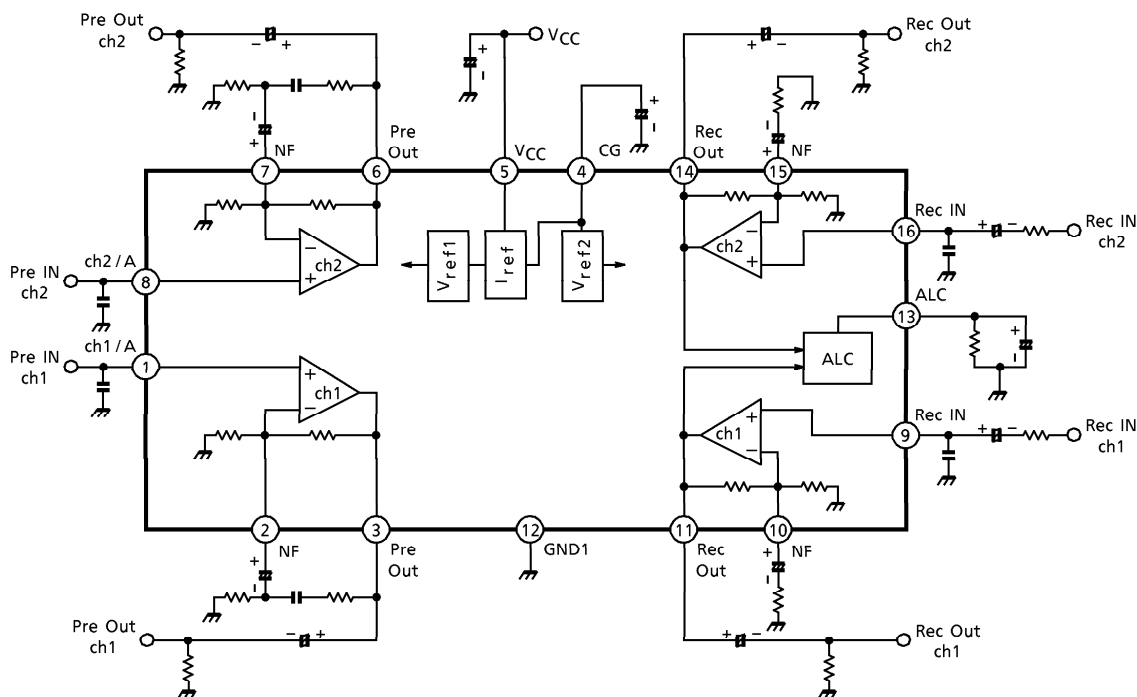 Pre Out
ch2
− +
+
−
VCC
+ −
Rec Out
ch2
+
−
−
+
−
+
NF
Pre
Out
VCC
CG
Rec
Out
NF
7
6
5
4
14
15
Rec IN
16
+ −
Rec IN
ch2
−
ch2
+
−
ch2
+
Vref1
Iref
Vref2
Pre IN
ch2
ch2/A
8
ALC
13
+
−
ALC
Pre IN
ch1
ch1/A
1
+
ch1
−
+
ch1
−
Rec IN
9
+ −
Rec IN
ch1
2
3
12
11
10
NF
Pre
Out
GND1
Rec
Out
NF
+
−
+
−
Pre Out
ch1
− +
+ −
Rec Out
ch1